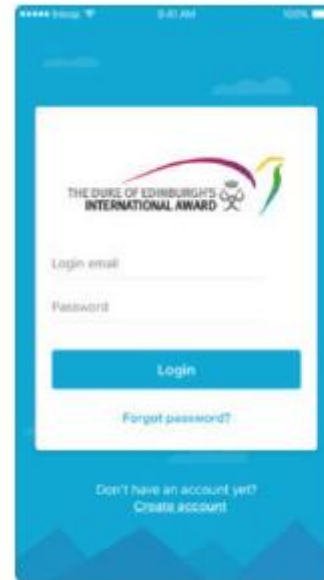 9:41 AM
100%
THE DUKE OF EDINBURGH'S
INTERNATIONAL AWARD
Login email
Password
Login
Forgot password?
Don't have an account yet?
Create account